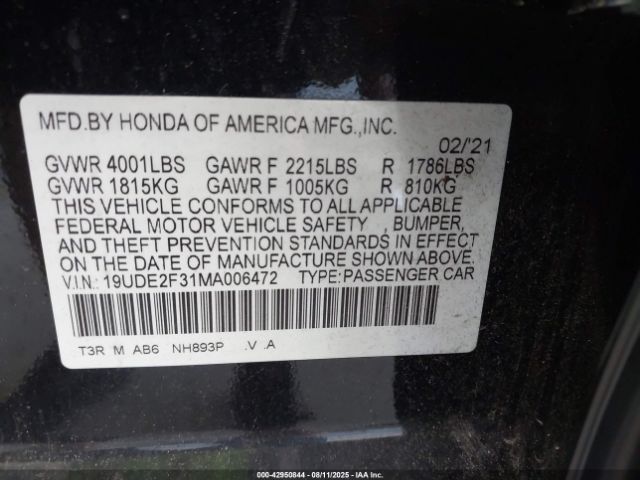 MFD.BY HONDA OF AMERICA MFG.,INC.
02/'21
GVWR 4001LBS GAWR F 2215LBS R 1786LBS
GVWR 1815KG GAWR F 1005KG R 810KG
THIS VEHICLE CONFORMS TO ALL APPLICABLE
FEDERAL MOTOR VEHICLE SAFETY , BUMPER,
AND THEFT PREVENTION STANDARDS IN EFFECT
ON THE DATE OF MANUFACTURE SHOWN ABOVE.
V.I.N.: 19UDE2F31MA006472 TYPE:PASSENGER CAR
T3R M AB6 NH893P .V .A
000-42950844 - 08/11/2025 - IAA Inc.